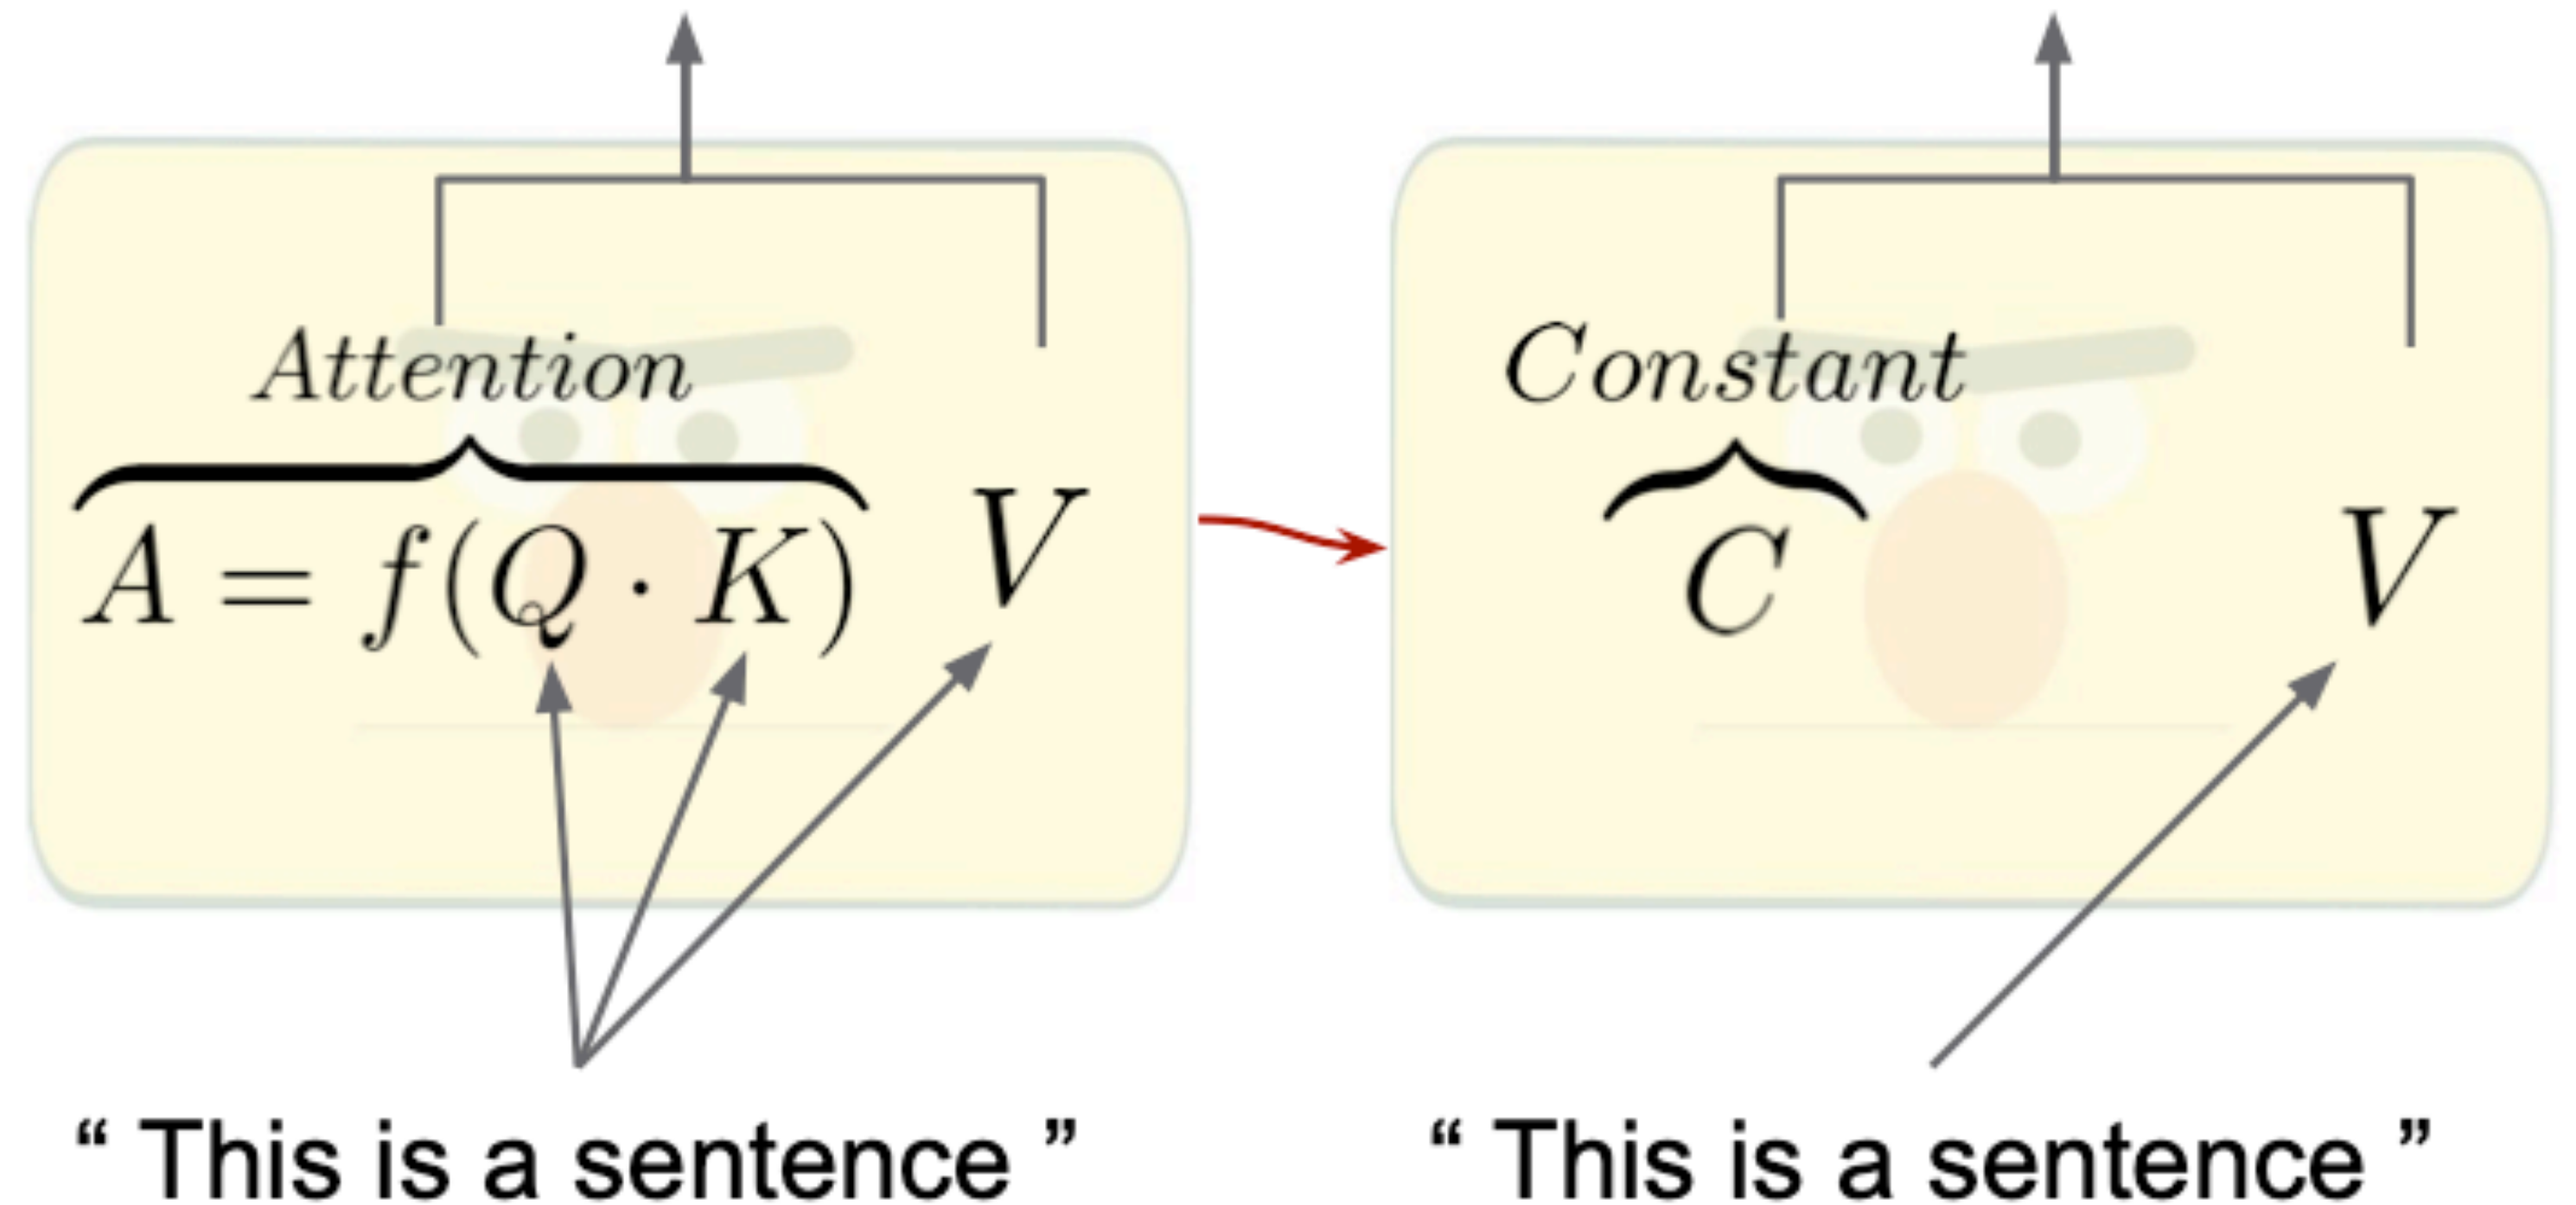 Attention
A = f(Q · K) V
“ This is a sentence ”
Constant
C V
“ This is a sentence ”